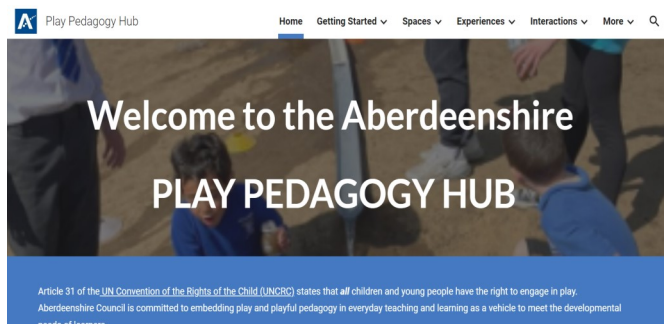 Play Pedagogy Hub
Home Getting Started Spaces Experiences Interactions More
Welcome to the Aberdeenshire
PLAY PEDAGOGY HUB
Article 31 of the UN Convention of the Rights of the Child (UNCRC) states that all children and young people have the right to engage in play.
Aberdeenshire Council is committed to embedding play and playful pedagogy in everyday teaching and learning as a vehicle to meet the developmental
needs of learners